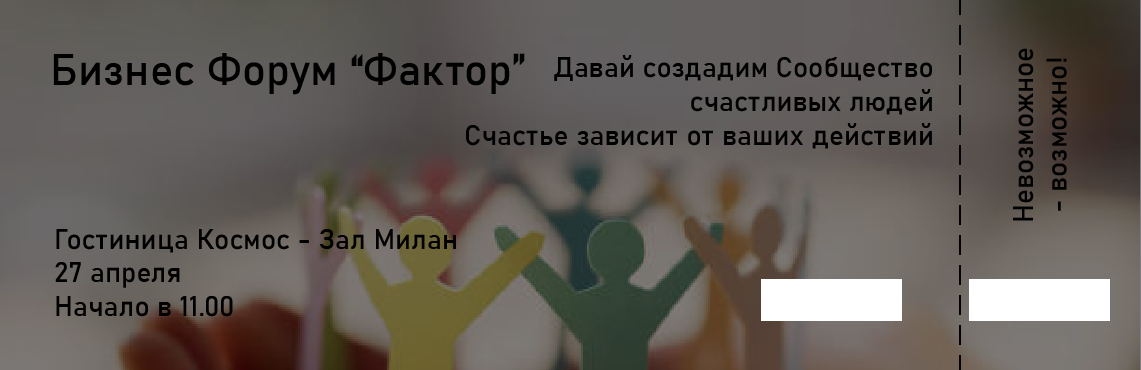 Бизнес Форум “Фактор”
Давай создадим Сообщество
счастливых людей
Счастье зависит от ваших действий
Гостиница Космос - Зал Милан
27 апреля
Начало в 11.00
Невозможное
- возможно!